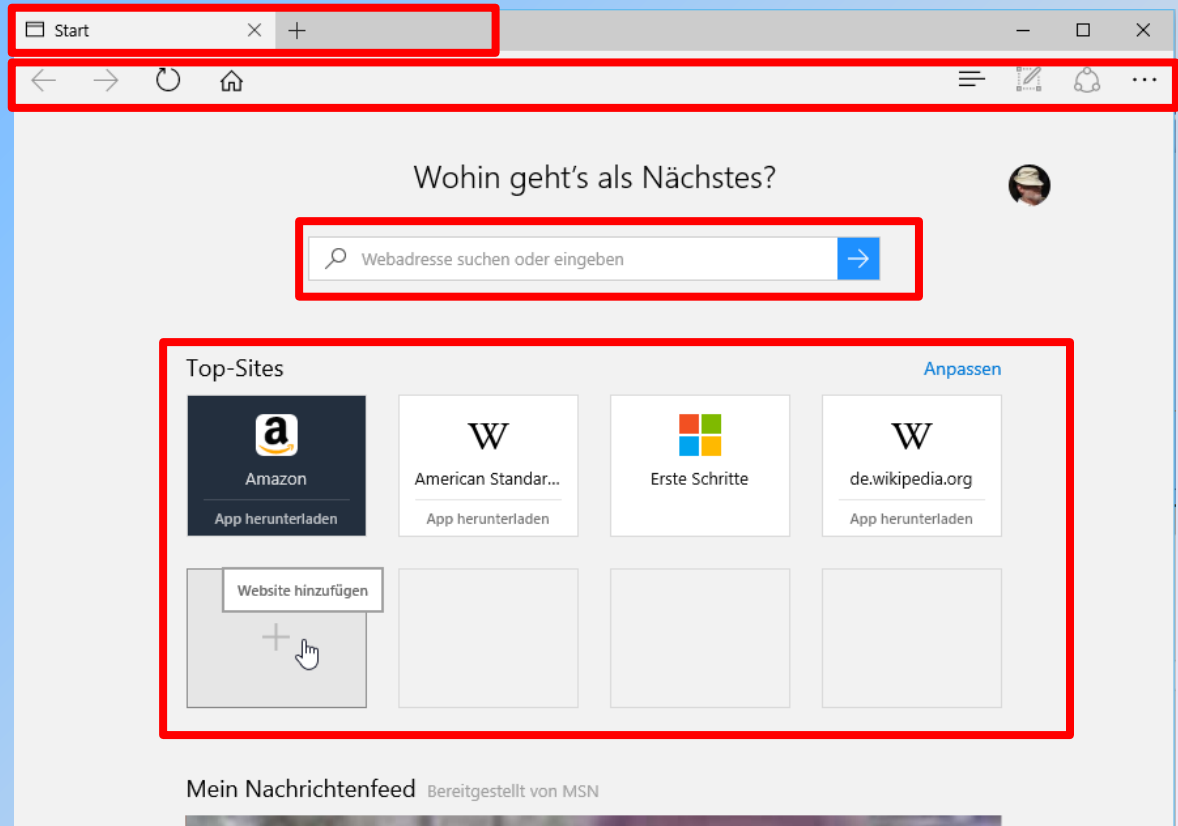 Start
Wohin geht's als Nächstes?
Webadresse suchen oder eingeben
Top-Sites
Anpassen
a
Amazon
App herunterladen
W
American Standar...
App herunterladen
Erste Schritte
W
de.wikipedia.org
App herunterladen
Website hinzufügen
Mein Nachrichtenfeed Bereitgestellt von MSN